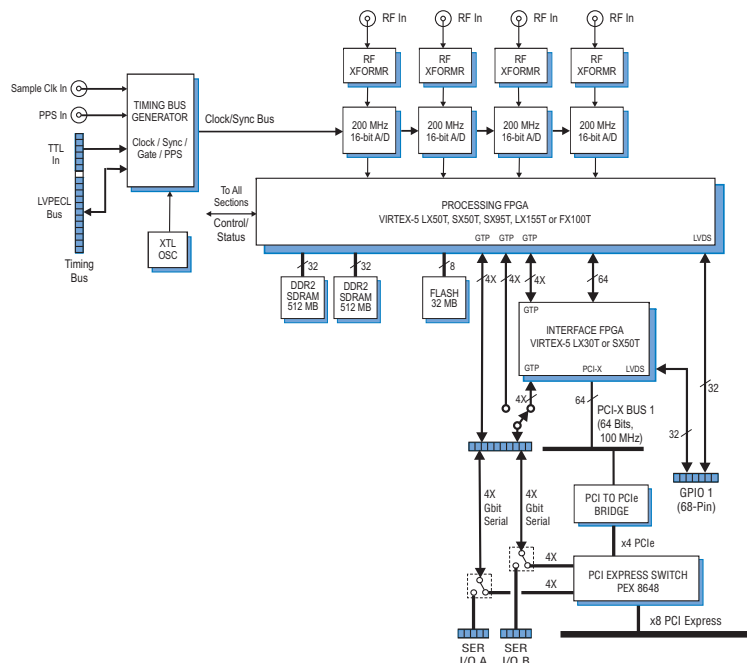 RF In
RF In
RF In
RF In
RF
XFORMR
RF
XFORMR
RF
XFORMR
RF
XFORMR
Sample Clk In
PPS In
TTL
In
LVPECL
Bus
Timing
Bus
TIMING BUS
GENERATOR
Clock / Sync /
Gate / PPS
XTL
OSC
Clock/Sync Bus
200 MHz
16-bit A/D
200 MHz
16-bit A/D
200 MHz
16-bit A/D
200 MHz
16-bit A/D
To All
Sections
Control/
Status
PROCESSING FPGA
VIRTEX-5 LX50T, SX50T, SX95T, LX155T or FX100T
GTP
GTP
GTP
LVDS
32
32
8
4X
4X
4X
64
DDR2
SDRAM
512 MB
DDR2
SDRAM
512 MB
FLASH
32 MB
GTP
INTERFACE FPGA
VIRTEX-5 LX30T or SX50T
GTP
PCI-X
LVDS
4X
64
32
32
PCI-X BUS 1
(64 Bits,
100 MHz)
4X
Gbit
Serial
4X
Gbit
Serial
PCI TO PCIe
BRIDGE
GPIO 1
(68-Pin)
x4 PCIe
4X
4X
PCI EXPRESS SWITCH
PEX 8648
x8 PCI Express
SER
I/O A
SER
I/O B